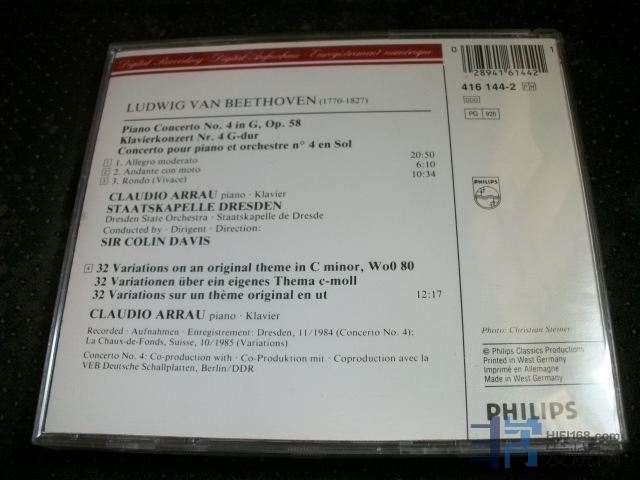 Digital Recording · Digital-Aufnahme · Enregistrement numérique
0 28941 61442 1
416 144-2 PH
DDD
PG 925
LUDWIG VAN BEETHOVEN (1770-1827)
Piano Concerto No. 4 in G, Op. 58
Klavierkonzert Nr. 4 G-dur
Concerto pour piano et orchestre n° 4 en Sol
1 1. Allegro moderato 20:50
2 2. Andante con moto 6:10
3 3. Rondo (Vivace) 10:34
CLAUDIO ARRAU piano · Klavier
STAATSKAPELLE DRESDEN
Dresden State Orchestra · Staatskapelle de Dresde
Conducted by · Dirigent · Direction:
SIR COLIN DAVIS
4 32 Variations on an original theme in C minor, Wo0 80
32 Variationen über ein eigenes Thema c-moll
32 Variations sur un thème original en ut 12:17
CLAUDIO ARRAU piano · Klavier
Recorded · Aufnahmen · Enregistrement: Dresden, 11/1984 (Concerto No. 4);
La Chaux-de-Fonds, Suisse, 10/1985 (Variations)
Concerto No. 4: Co-production with · Co-Produktion mit · Coproduction avec la
VEB Deutsche Schallplatten, Berlin/DDR
PHILIPS
Photo: Christian Steiner
© Philips Classics Productions
Printed in West Germany
Imprimé en Allemagne
Made in West Germany
PHILIPS
HIFI168.com